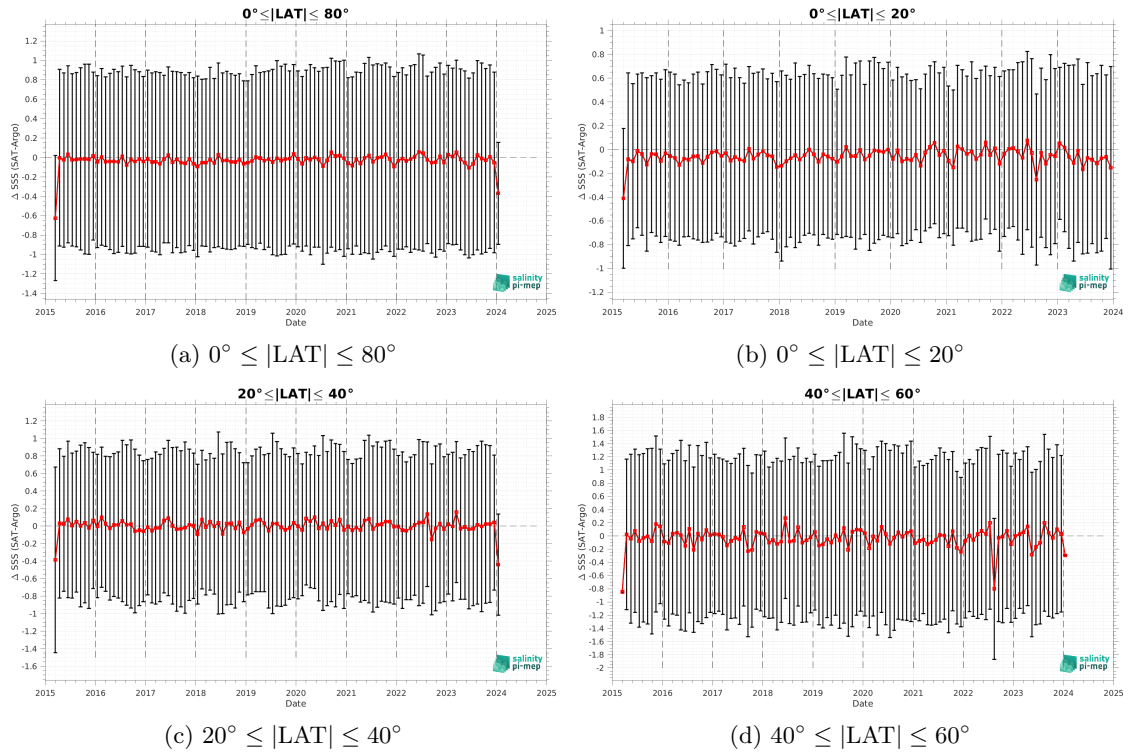 0°≤|LAT|≤ 80°
1.2
1
0.8
0.6
0.4
0.2
0
-0.2
-0.4
-0.6
-0.8
-1
-1.2
-1.4
Δ SSS (SAT-Argo)
2015 2016 2017 2018 2019 2020 2021 2022 2023 2024 2025
Date
salinity
pi-mep
(a) 0° ≤ |LAT| ≤ 80°
0°≤|LAT|≤ 20°
1
0.8
0.6
0.4
0.2
0
-0.2
-0.4
-0.6
-0.8
-1
-1.2
Δ SSS (SAT-Argo)
2015 2016 2017 2018 2019 2020 2021 2022 2023 2024
Date
salinity
pi-mep
(b) 0° ≤ |LAT| ≤ 20°
20°≤|LAT|≤ 40°
1.2
1
0.8
0.6
0.4
0.2
0
-0.2
-0.4
-0.6
-0.8
-1
-1.2
-1.4
-1.6
Δ SSS (SAT-Argo)
2015 2016 2017 2018 2019 2020 2021 2022 2023 2024 2025
Date
salinity
pi-mep
(c) 20° ≤ |LAT| ≤ 40°
40°≤|LAT|≤ 60°
1.8
1.6
1.4
1.2
1
0.8
0.6
0.4
0.2
0
-0.2
-0.4
-0.6
-0.8
-1
-1.2
-1.4
-1.6
-1.8
-2
Δ SSS (SAT-Argo)
2015 2016 2017 2018 2019 2020 2021 2022 2023 2024 2025
Date
salinity
pi-mep
(d) 40° ≤ |LAT| ≤ 60°